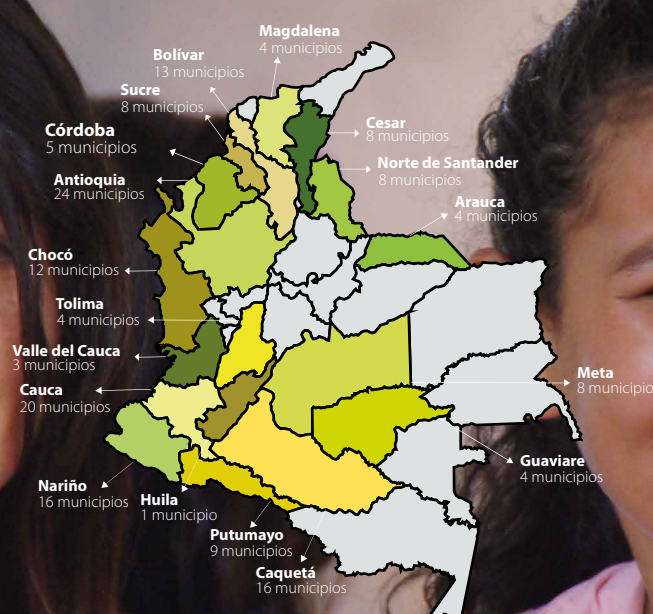 Magdalena
4 municipios
Bolívar
13 municipios
Sucre
8 municipios
Córdoba
5 municipios
Antioquia
24 municipios
Cesar
8 municipios
Norte de Santander
8 municipios
Arauca
4 municipios
Chocó
12 municipios
Tolima
4 municipios
Valle del Cauca
3 municipios
Cauca
20 municipios
Meta
8 municipio
Guaviare
4 municipios
Nariño
16 municipios
Huila
1 municipio
Putumayo
9 municipios
Caquetá
16 municipios